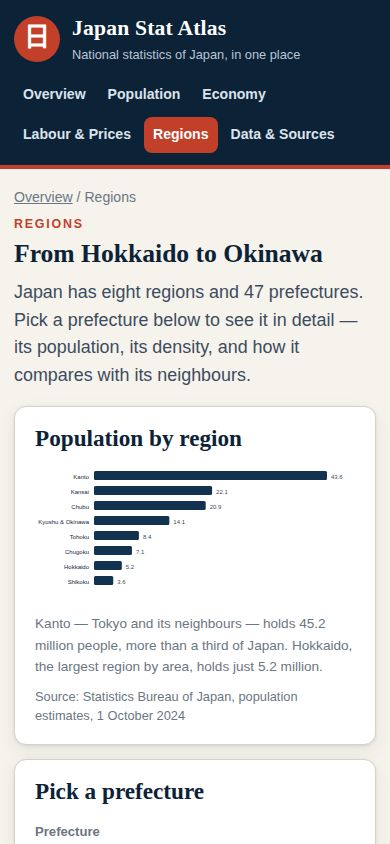 日
Japan Stat Atlas
National statistics of Japan, in one place
Overview Population Economy
Labour & Prices Regions Data & Sources
Overview / Regions
REGIONS
From Hokkaido to Okinawa
Japan has eight regions and 47 prefectures.
Pick a prefecture below to see it in detail —
its population, its density, and how it
compares with its neighbours.
Population by region
Kanto 43.6
Kansai 22.1
Chubu 20.9
Kyushu & Okinawa 14.1
Tohoku 8.4
Chugoku 7.1
Hokkaido 5.2
Shikoku 3.6
Kanto — Tokyo and its neighbours — holds 45.2
million people, more than a third of Japan. Hokkaido,
the largest region by area, holds just 5.2 million.
Source: Statistics Bureau of Japan, population
estimates, 1 October 2024
Pick a prefecture
Prefecture